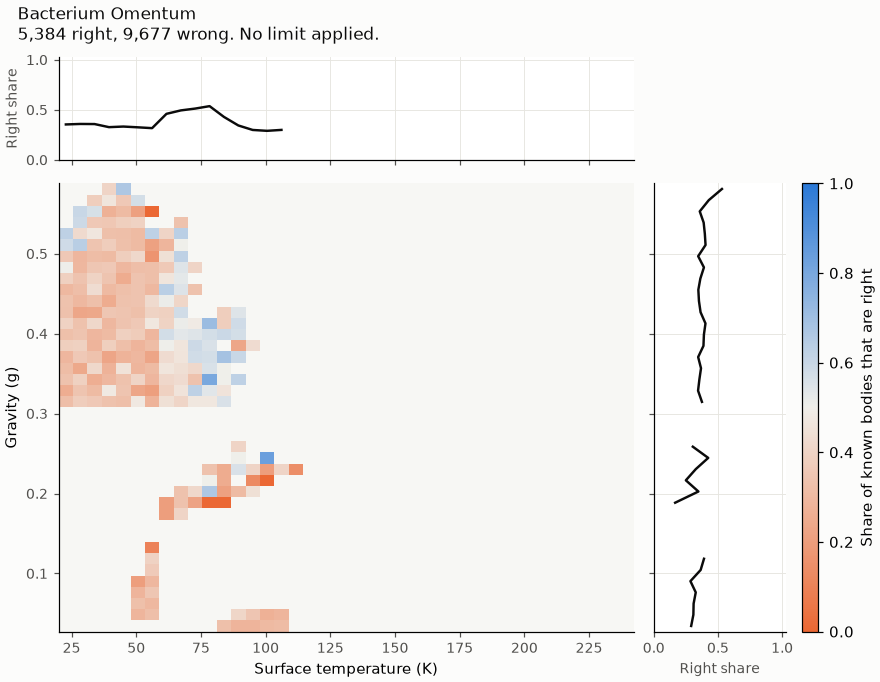 Bacterium Omentum
5,384 right, 9,677 wrong. No limit applied.
Right share
1.0
0.5
0.0
Gravity (g)
0.5
0.4
0.3
0.2
0.1
25 50 75 100 125 150 175 200 225
Surface temperature (K)
0.0 0.5 1.0
Right share
1.0
0.8
0.6
0.4
0.2
0.0
Share of known bodies that are right